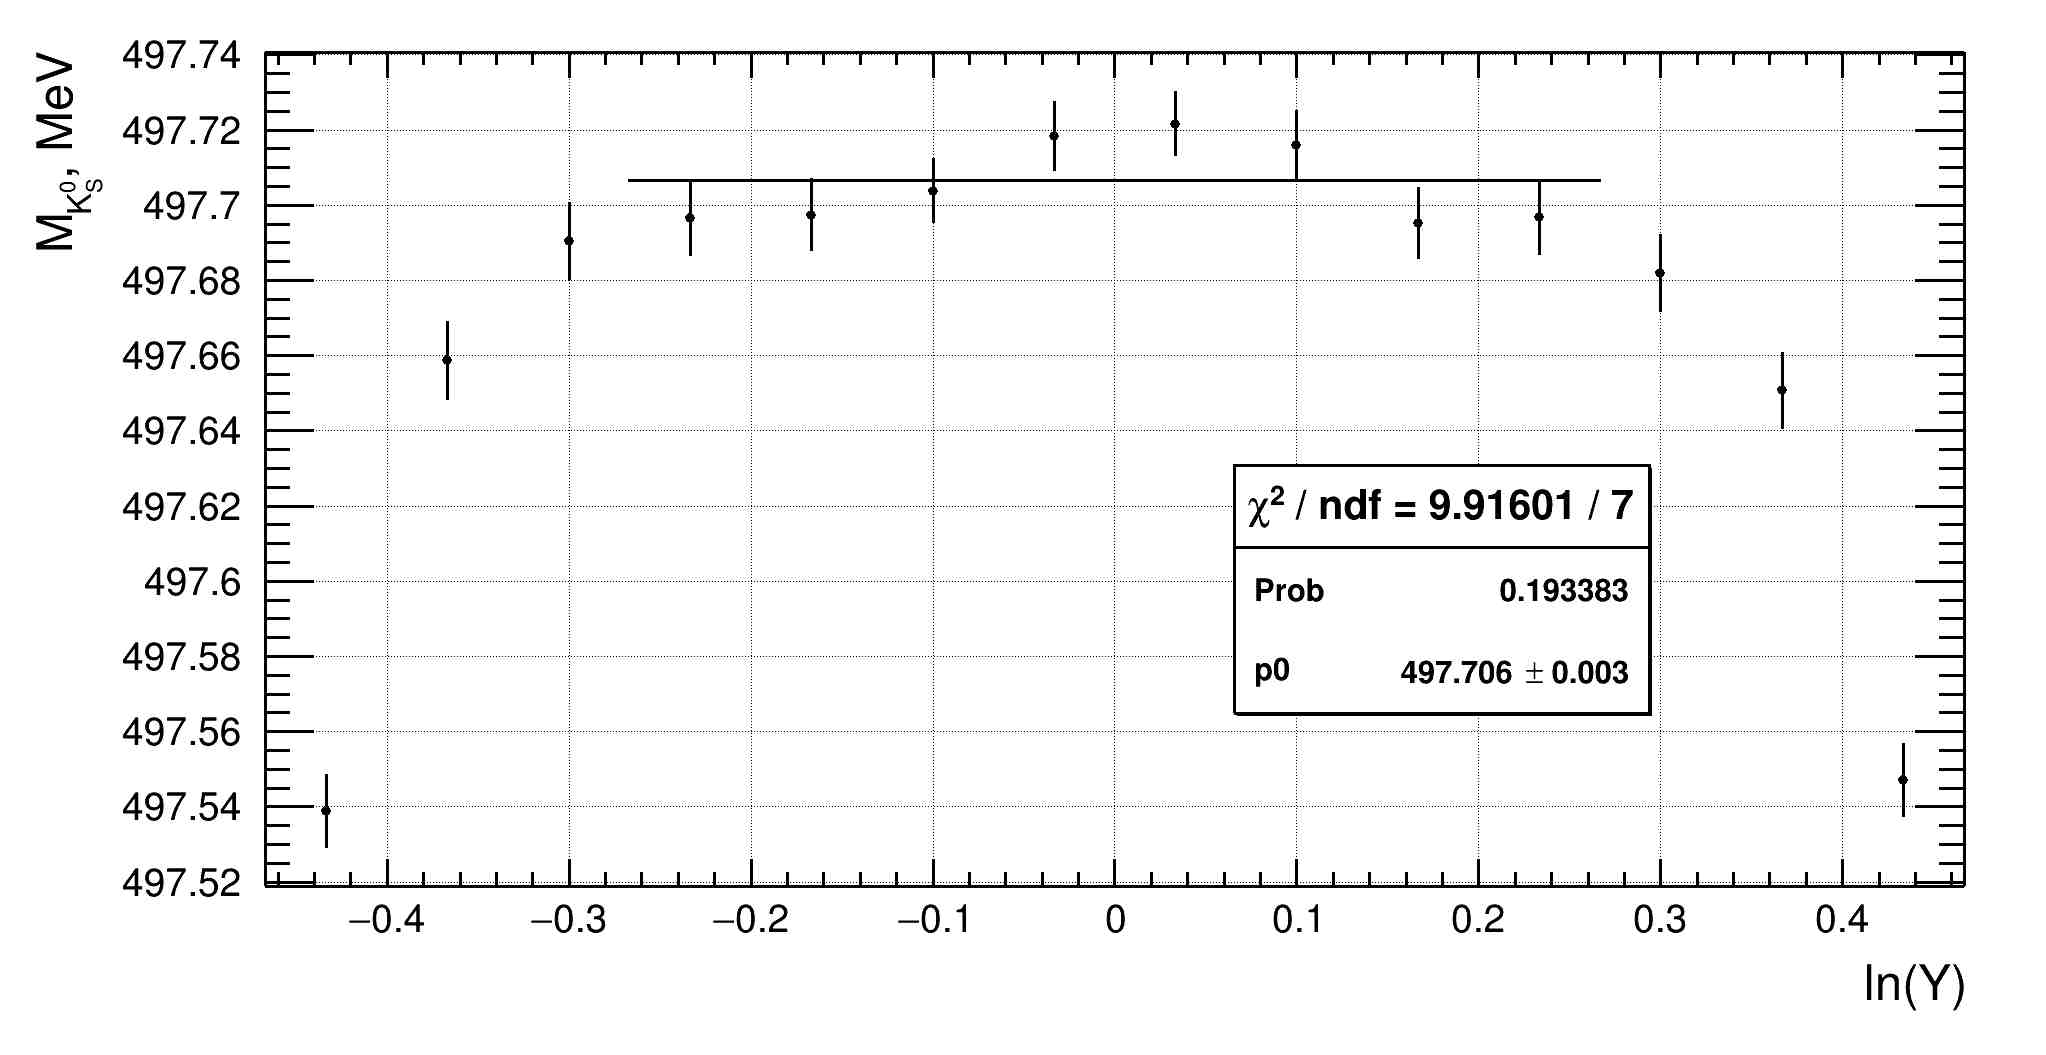 M_{K_S^0}, MeV
497.74
497.72
497.7
497.68
497.66
497.64
497.62
497.6
497.58
497.56
497.54
497.52
χ² / ndf = 9.91601 / 7
Prob 0.193383
p0 497.706 ± 0.003
−0.4 −0.3 −0.2 −0.1 0 0.1 0.2 0.3 0.4
ln(Y)